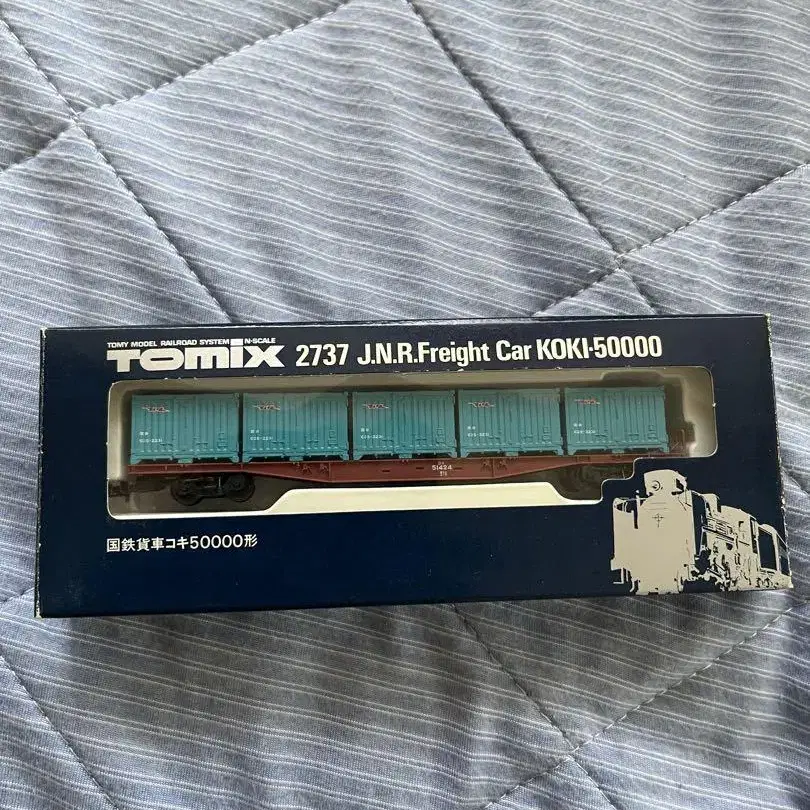 TOMY MODEL RAILROAD SYSTEM N-SCALE
TOMIX 2737 J.N.R.Freight Car KOKI-50000
51424
国鉄貨車コキ50000形